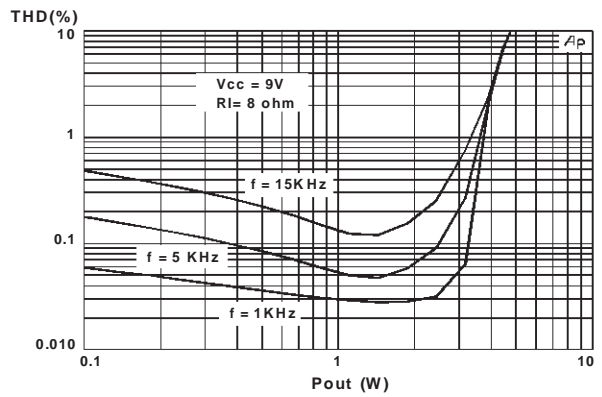 THD(%)
10
Ap
Vcc = 9V
Rl= 8 ohm
1
f = 15KHz
0.1
f = 5 KHz
f = 1KHz
0.010
0.1
1
10
Pout (W)